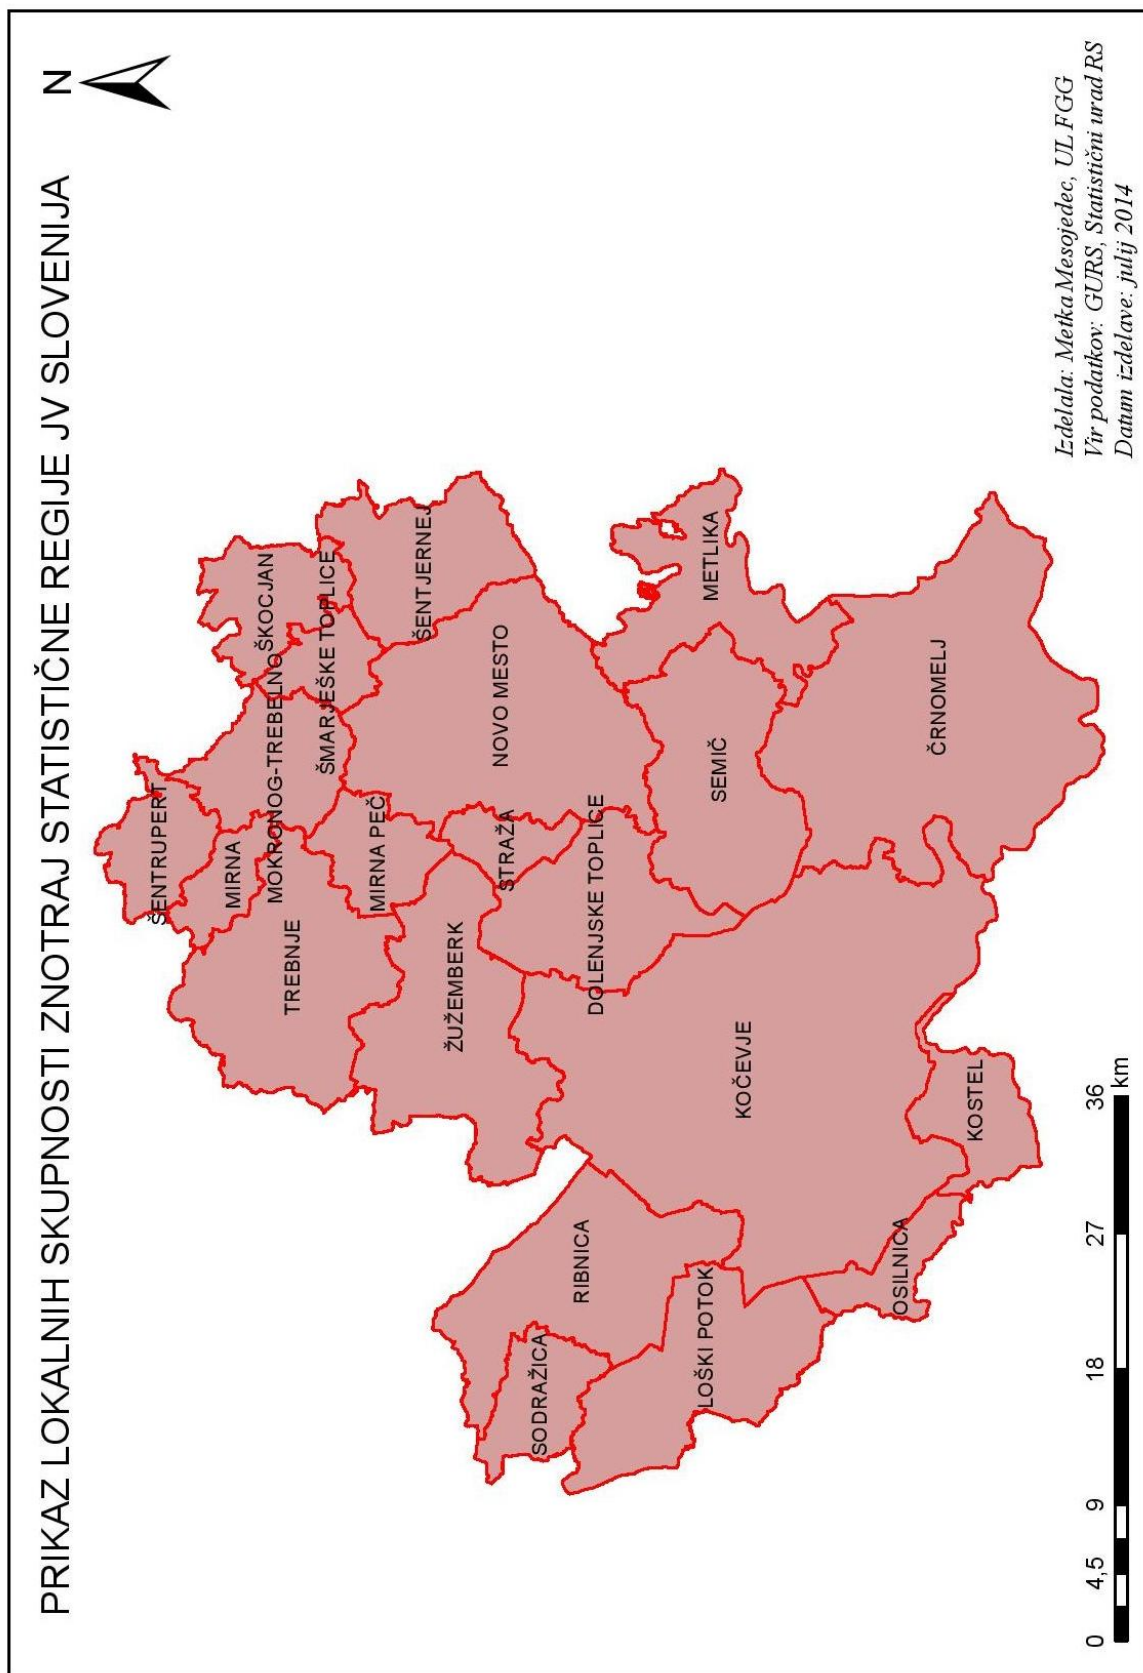 PRIKAZ LOKALNIH SKUPNOSTI ZNOTRAJ STATISTIČNE REGIJE JV SLOVENIJA
N
ŠENTRUPERT
MIRNA
MOKRONOG-TREBELNO
ŠKOCJAN
TREBNJE
ŠMARJEŠKE TOPLICE
MIRNA PEČ
ŠENTJERNEJ
ŽUŽEMBERK
STRAŽA
NOVO MESTO
SODRAŽICA
RIBNICA
DOLENJSKE TOPLICE
LOŠKI POTOK
KOČEVJE
SEMIČ
METLIKA
OSILNICA
KOSTEL
ČRNOMELJ
0 4,5 9 18 27 36
km
Izdelala: Metka Mesojedec, UL FGG
Vir podatkov: GURS, Statistični urad RS
Datum izdelave: julij 2014